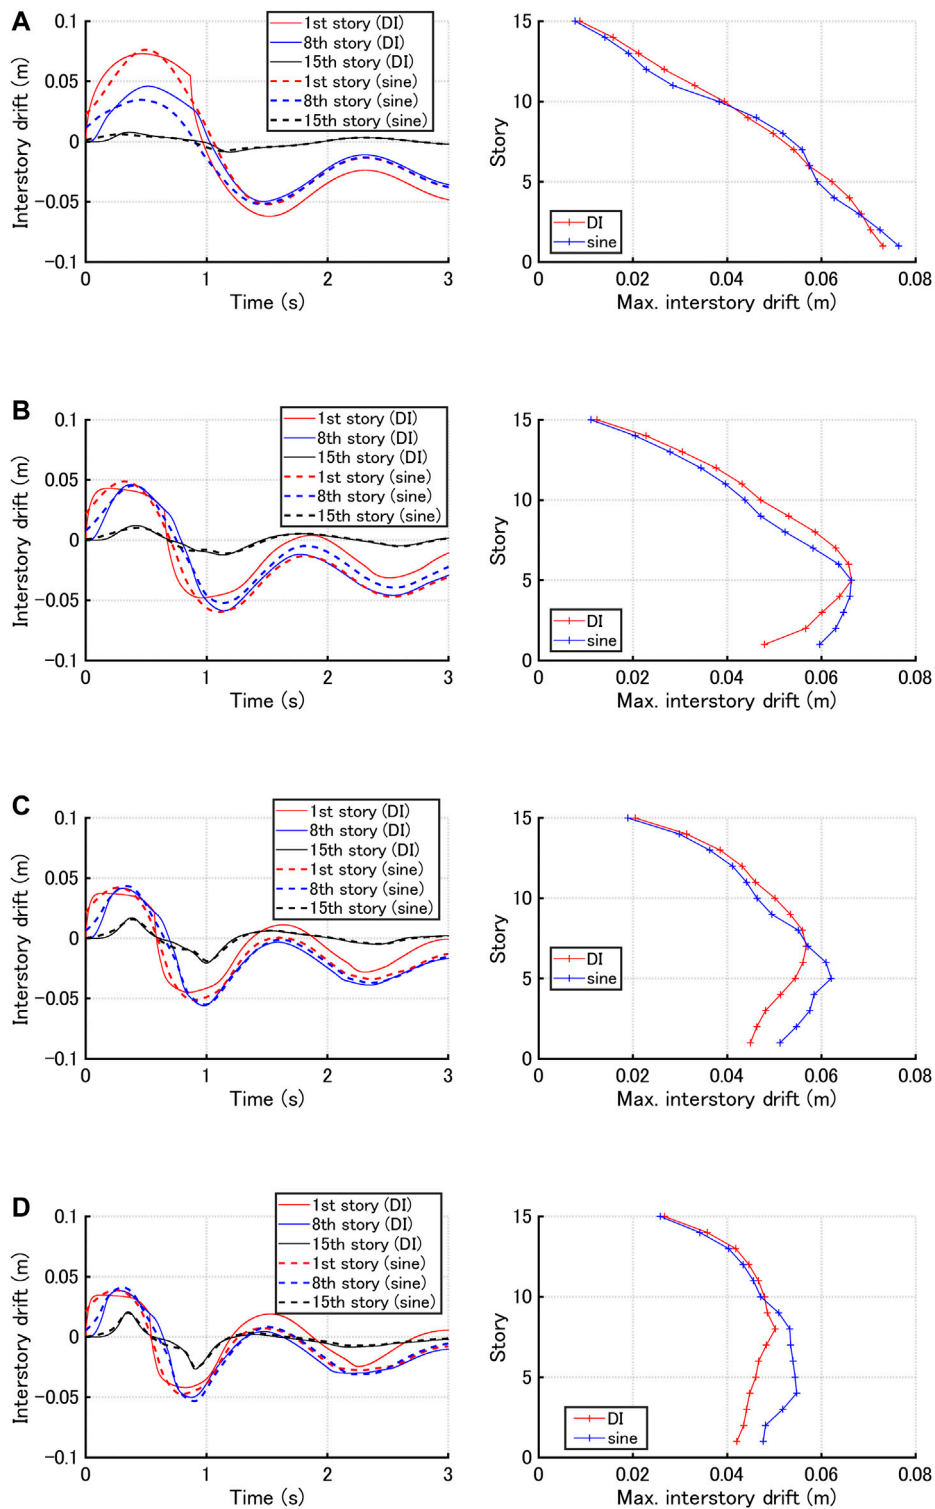 A
0.1
0.05
0
−0.05
−0.1
Interstory drift (m)
0
1
2
3
Time (s)
1st story (DI)
8th story (DI)
15th story (DI)
1st story (sine)
8th story (sine)
15th story (sine)
15
10
5
0
Story
0
0.02
0.04
0.06
0.08
Max. interstory drift (m)
DI
sine
B
0.1
0.05
0
−0.05
−0.1
Interstory drift (m)
0
1
2
3
Time (s)
1st story (DI)
8th story (DI)
15th story (DI)
1st story (sine)
8th story (sine)
15th story (sine)
15
10
5
0
Story
0
0.02
0.04
0.06
0.08
Max. interstory drift (m)
DI
sine
C
0.1
0.05
0
−0.05
−0.1
Interstory drift (m)
0
1
2
3
Time (s)
1st story (DI)
8th story (DI)
15th story (DI)
1st story (sine)
8th story (sine)
15th story (sine)
15
10
5
0
Story
0
0.02
0.04
0.06
0.08
Max. interstory drift (m)
DI
sine
D
0.1
0.05
0
−0.05
−0.1
Interstory drift (m)
0
1
2
3
Time (s)
1st story (DI)
8th story (DI)
15th story (DI)
1st story (sine)
8th story (sine)
15th story (sine)
15
10
5
0
Story
0
0.02
0.04
0.06
0.08
Max. interstory drift (m)
DI
sine